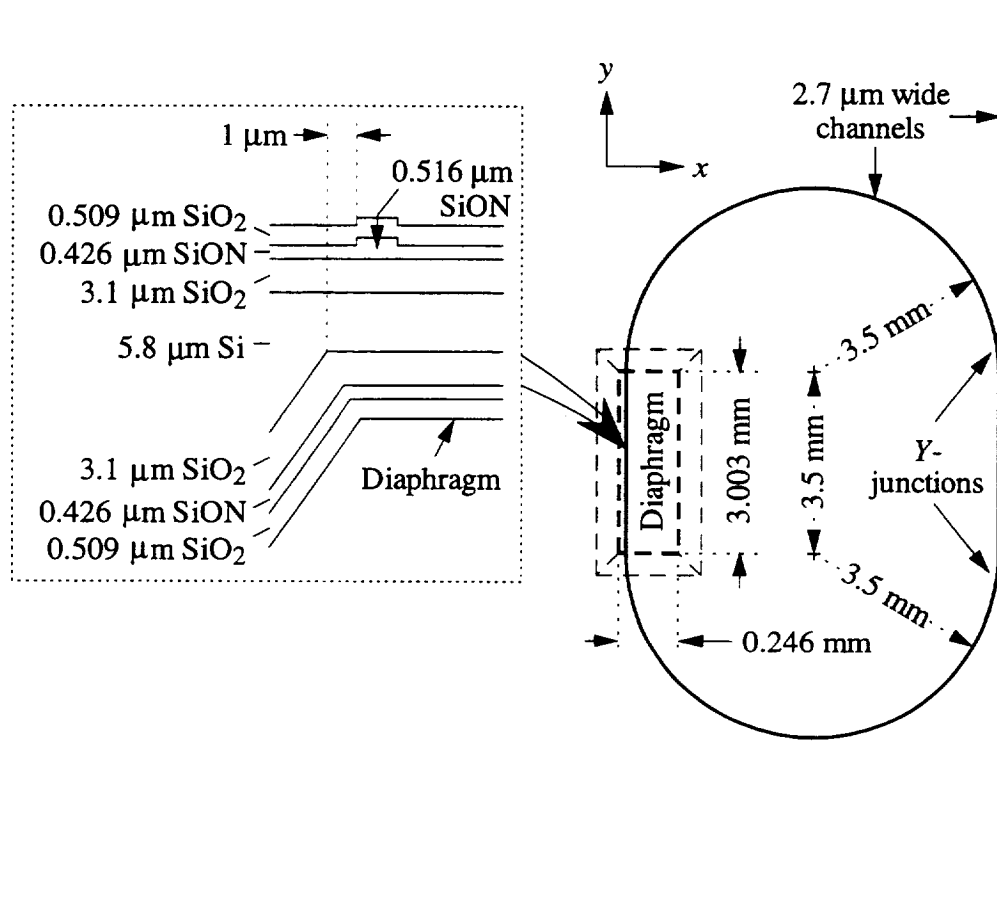 1 μm
0.516 μm
SiON
0.509 μm SiO2
0.426 μm SiON
3.1 μm SiO2
5.8 μm Si
3.1 μm SiO2
0.426 μm SiON
0.509 μm SiO2
Diaphragm
y
x
2.7 μm wide
channels
3.5 mm
Diaphragm
3.003 mm
3.5 mm
Y-
junctions
3.5 mm
0.246 mm